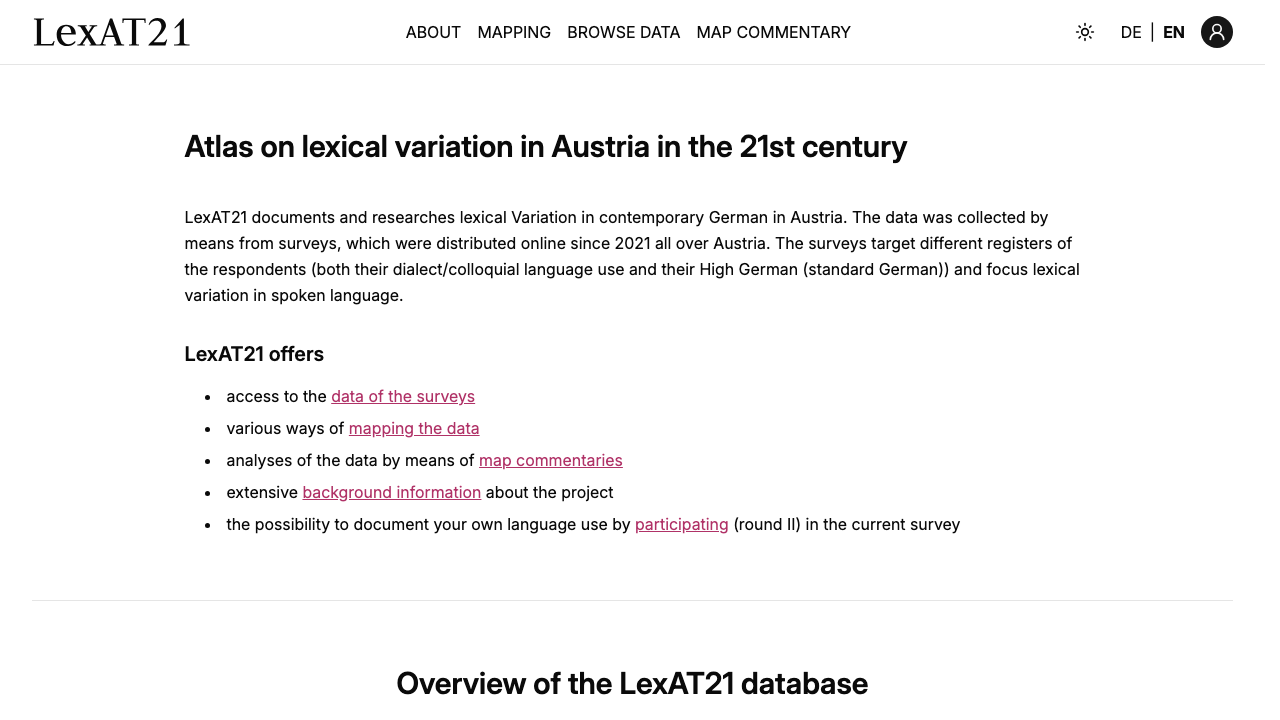 LexAT21
ABOUT MAPPING BROWSE DATA MAP COMMENTARY
DE | EN
Atlas on lexical variation in Austria in the 21st century
LexAT21 documents and researches lexical Variation in contemporary German in Austria. The data was collected by
means from surveys, which were distributed online since 2021 all over Austria. The surveys target different registers of
the respondents (both their dialect/colloquial language use and their High German (standard German)) and focus lexical
variation in spoken language.
LexAT21 offers
• access to the data of the surveys
• various ways of mapping the data
• analyses of the data by means of map commentaries
• extensive background information about the project
• the possibility to document your own language use by participating (round II) in the current survey
Overview of the LexAT21 database